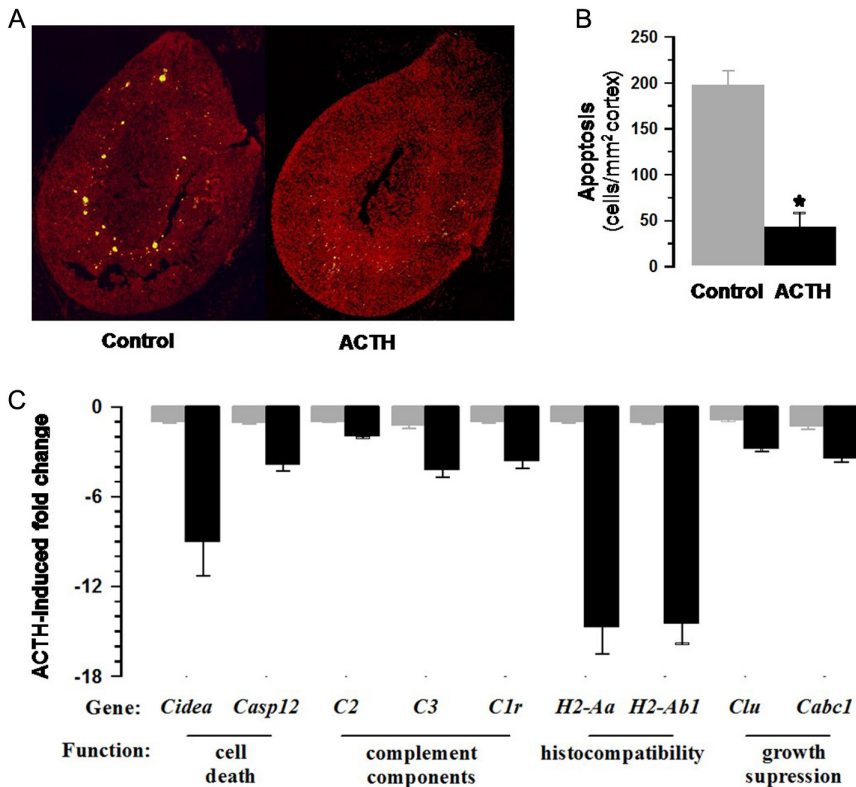 A
Control
ACTH
B
Apoptosis
(cells/mm² cortex)
250
200
150
100
50
0
★
Control
ACTH
C
ACTH-Induced fold change
0
-6
-12
-18
Gene: Cidea Casp12 C2 C3 C1r H2-Aa H2-Ab1 Clu Cabc1
Function: cell death complement components histocompatibility growth supression